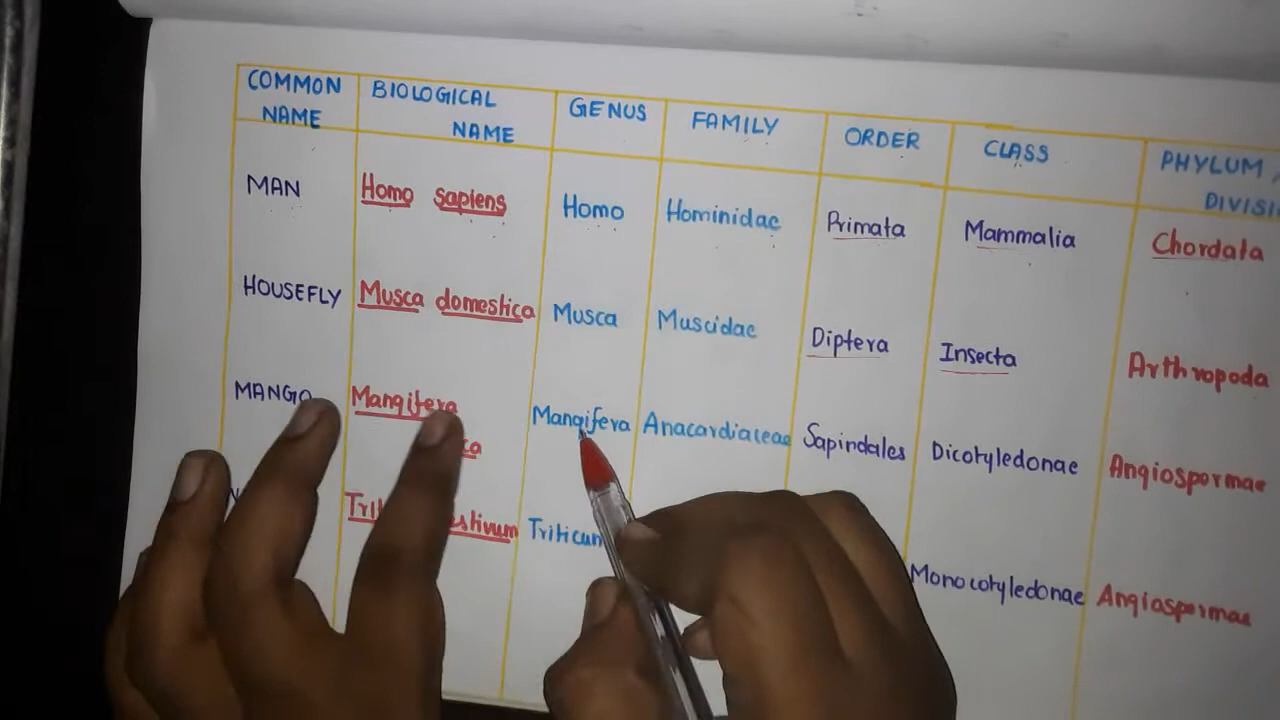 COMMON BIOLOGICAL GENUS FAMILY ORDER CLASS PHYLUM
NAME NAME
MAN Homo sapiens Homo Hominidae Primata Mammalia Chordata
HOUSEFLY Musca domestica Musca Muscidae Diptera Insecta Arthropoda
MANGO Mangifera Mangifera Anacardiaceae Sapindales Dicotyledonae Angiospermae
Monocotyledonae Angiospermae